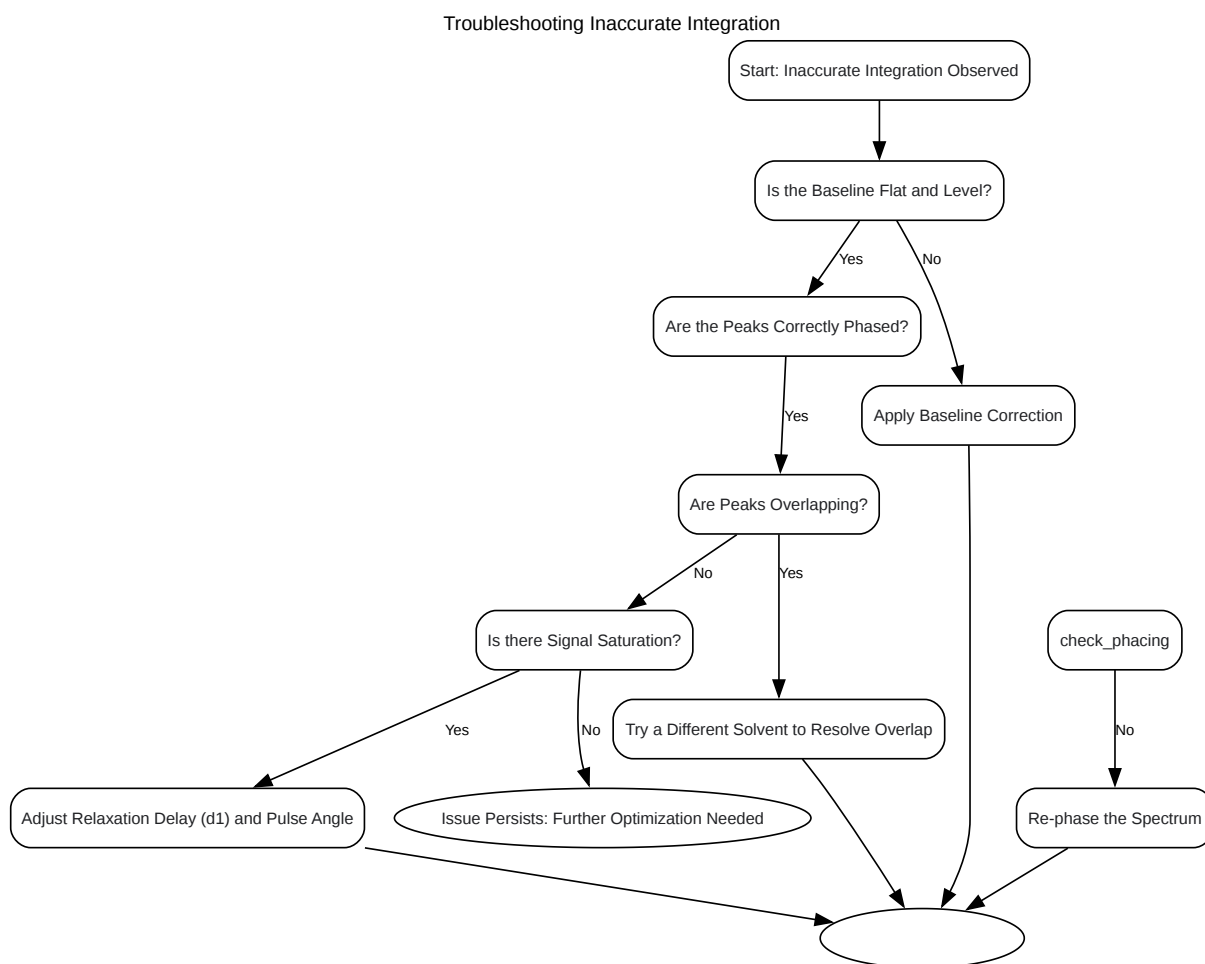 Troubleshooting Inaccurate Integration
Start: Inaccurate Integration Observed
Is the Baseline Flat and Level?
Yes
No
Are the Peaks Correctly Phased?
Apply Baseline Correction
Yes
Are Peaks Overlapping?
No
Yes
Is there Signal Saturation?
check_phacing
Yes
No
Try a Different Solvent to Resolve Overlap
No
Adjust Relaxation Delay (d1) and Pulse Angle
Issue Persists: Further Optimization Needed
Re-phase the Spectrum